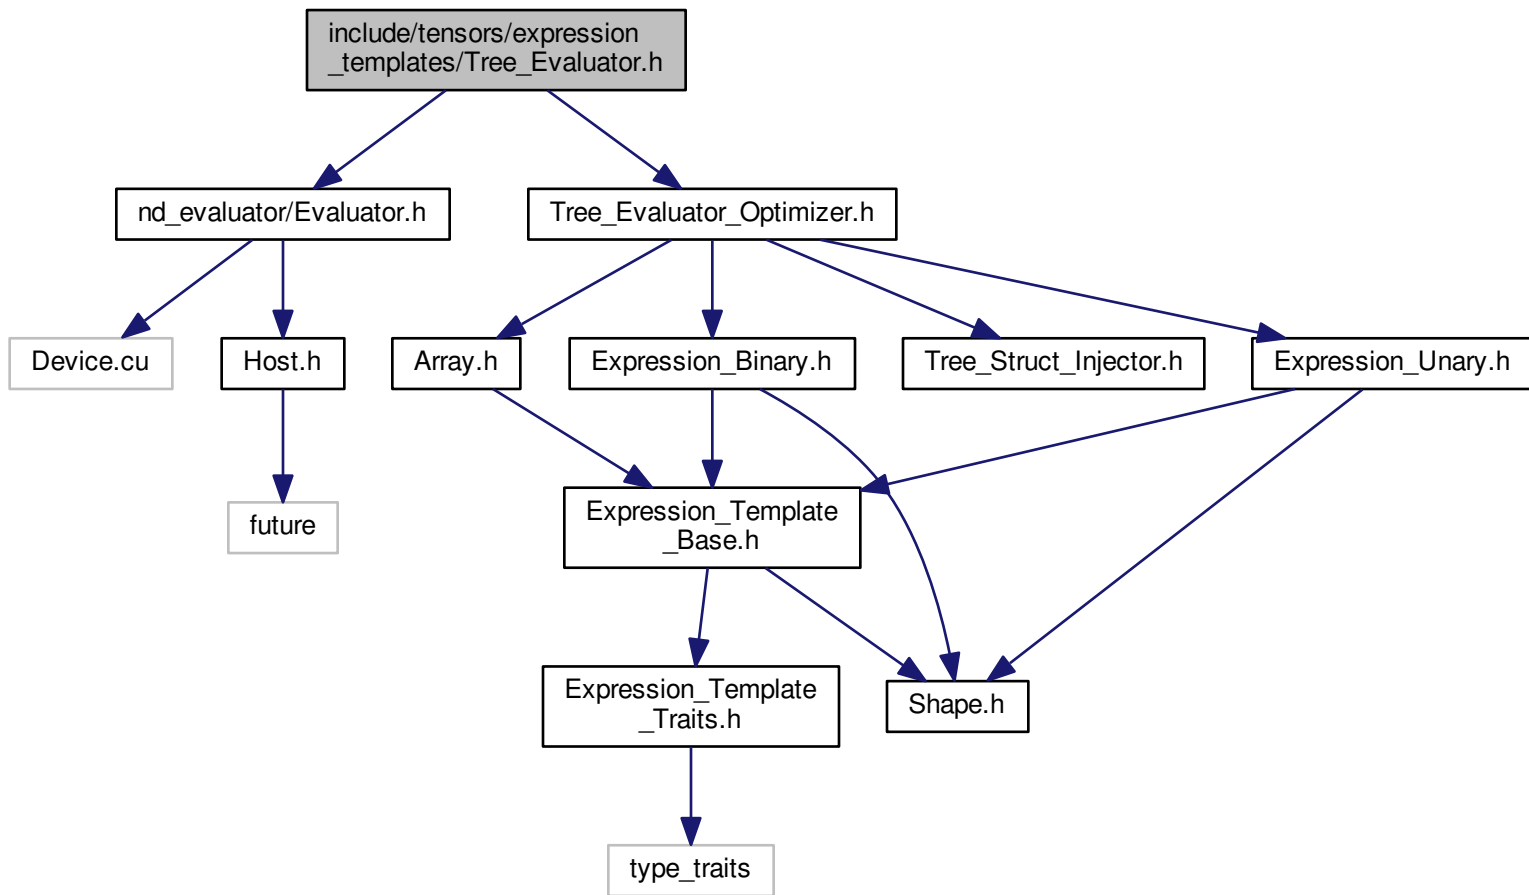 include/tensors/expression
_templates/Tree_Evaluator.h
nd_evaluator/Evaluator.h
Tree_Evaluator_Optimizer.h
Device.cu
Host.h
Array.h
Expression_Binary.h
Tree_Struct_Injector.h
Expression_Unary.h
future
Expression_Template
_Base.h
Expression_Template
_Traits.h
Shape.h
type_traits